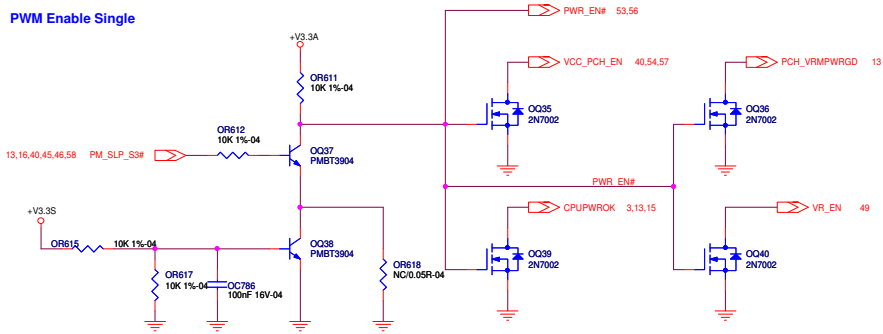 PWM Enable Single
PWR_EN# 53,56
+V3.3A
VCC_PCH_EN 40,54,57
PCH_VRMPWRGD 13
OR611
10K 1%-04
OQ35
2N7002
OQ36
2N7002
OR612
10K 1%-04
OQ37
PMBT3904
13,16,40,45,46,58 PM_SLP_S3#
PWR_EN#
+V3.3S
CPUPWROK 3,13,15
VR_EN 49
OR615
10K 1%-04
OQ38
PMBT3904
OQ39
2N7002
OQ40
2N7002
OR618
NC/0.05R-04
OR617
10K 1%-04
OC786
100nF 16V-04